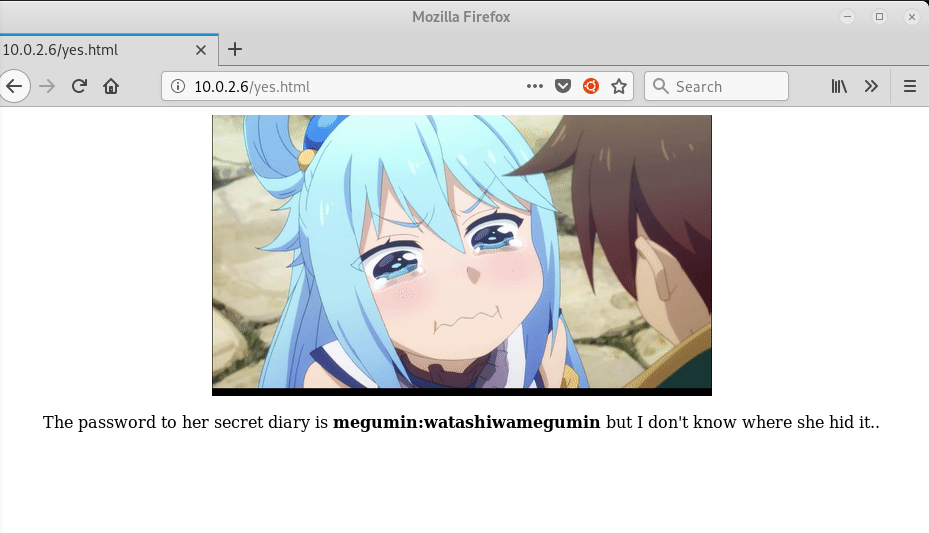 Mozilla Firefox
10.0.2.6/yes.html
10.0.2.6/yes.html
Search
The password to her secret diary is megumin:watashiwamegumin but I don't know where she hid it..